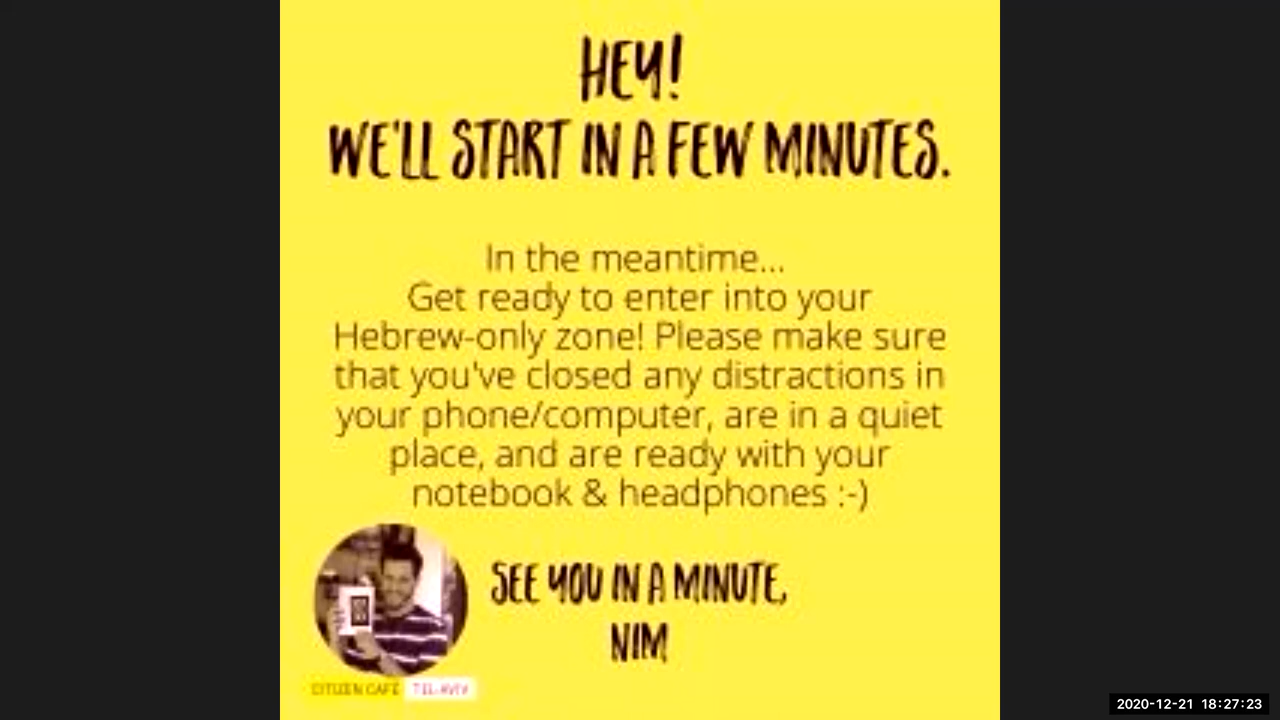 HEY!
WE'LL START IN A FEW MINUTES.
In the meantime...
Get ready to enter into your
Hebrew-only zone! Please make sure
that you've closed any distractions in
your phone/computer, are in a quiet
place, and are ready with your
notebook & headphones :-)
SEE YOU IN A MINUTE,
NIM
CITIZEN CAFE TEL-AVIV
2020-12-21 18:27:23